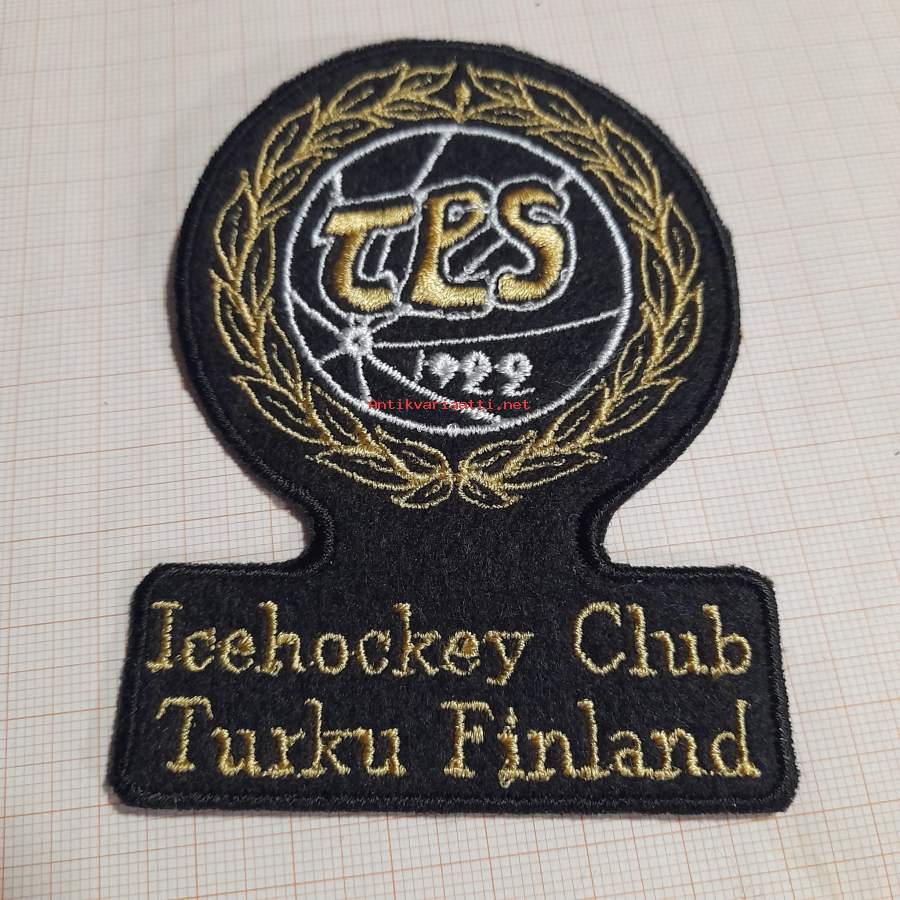 TPS
1922
Antikvariaatti.net
Icehockey Club
Turku Finland